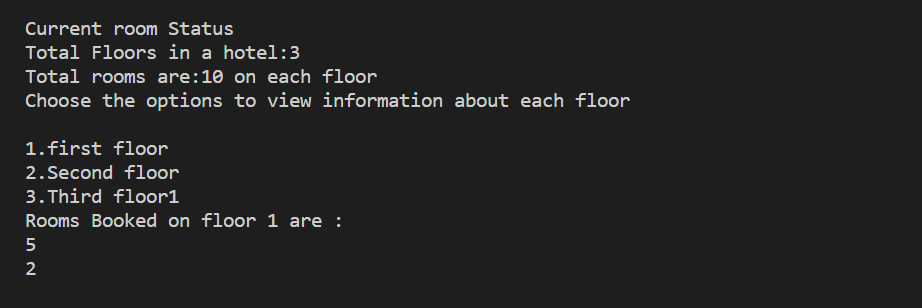 Current room Status
Total Floors in a hotel:3
Total rooms are:10 on each floor
Choose the options to view information about each floor
1.first floor
2.Second floor
3.Third floor1
Rooms Booked on floor 1 are :
5
2